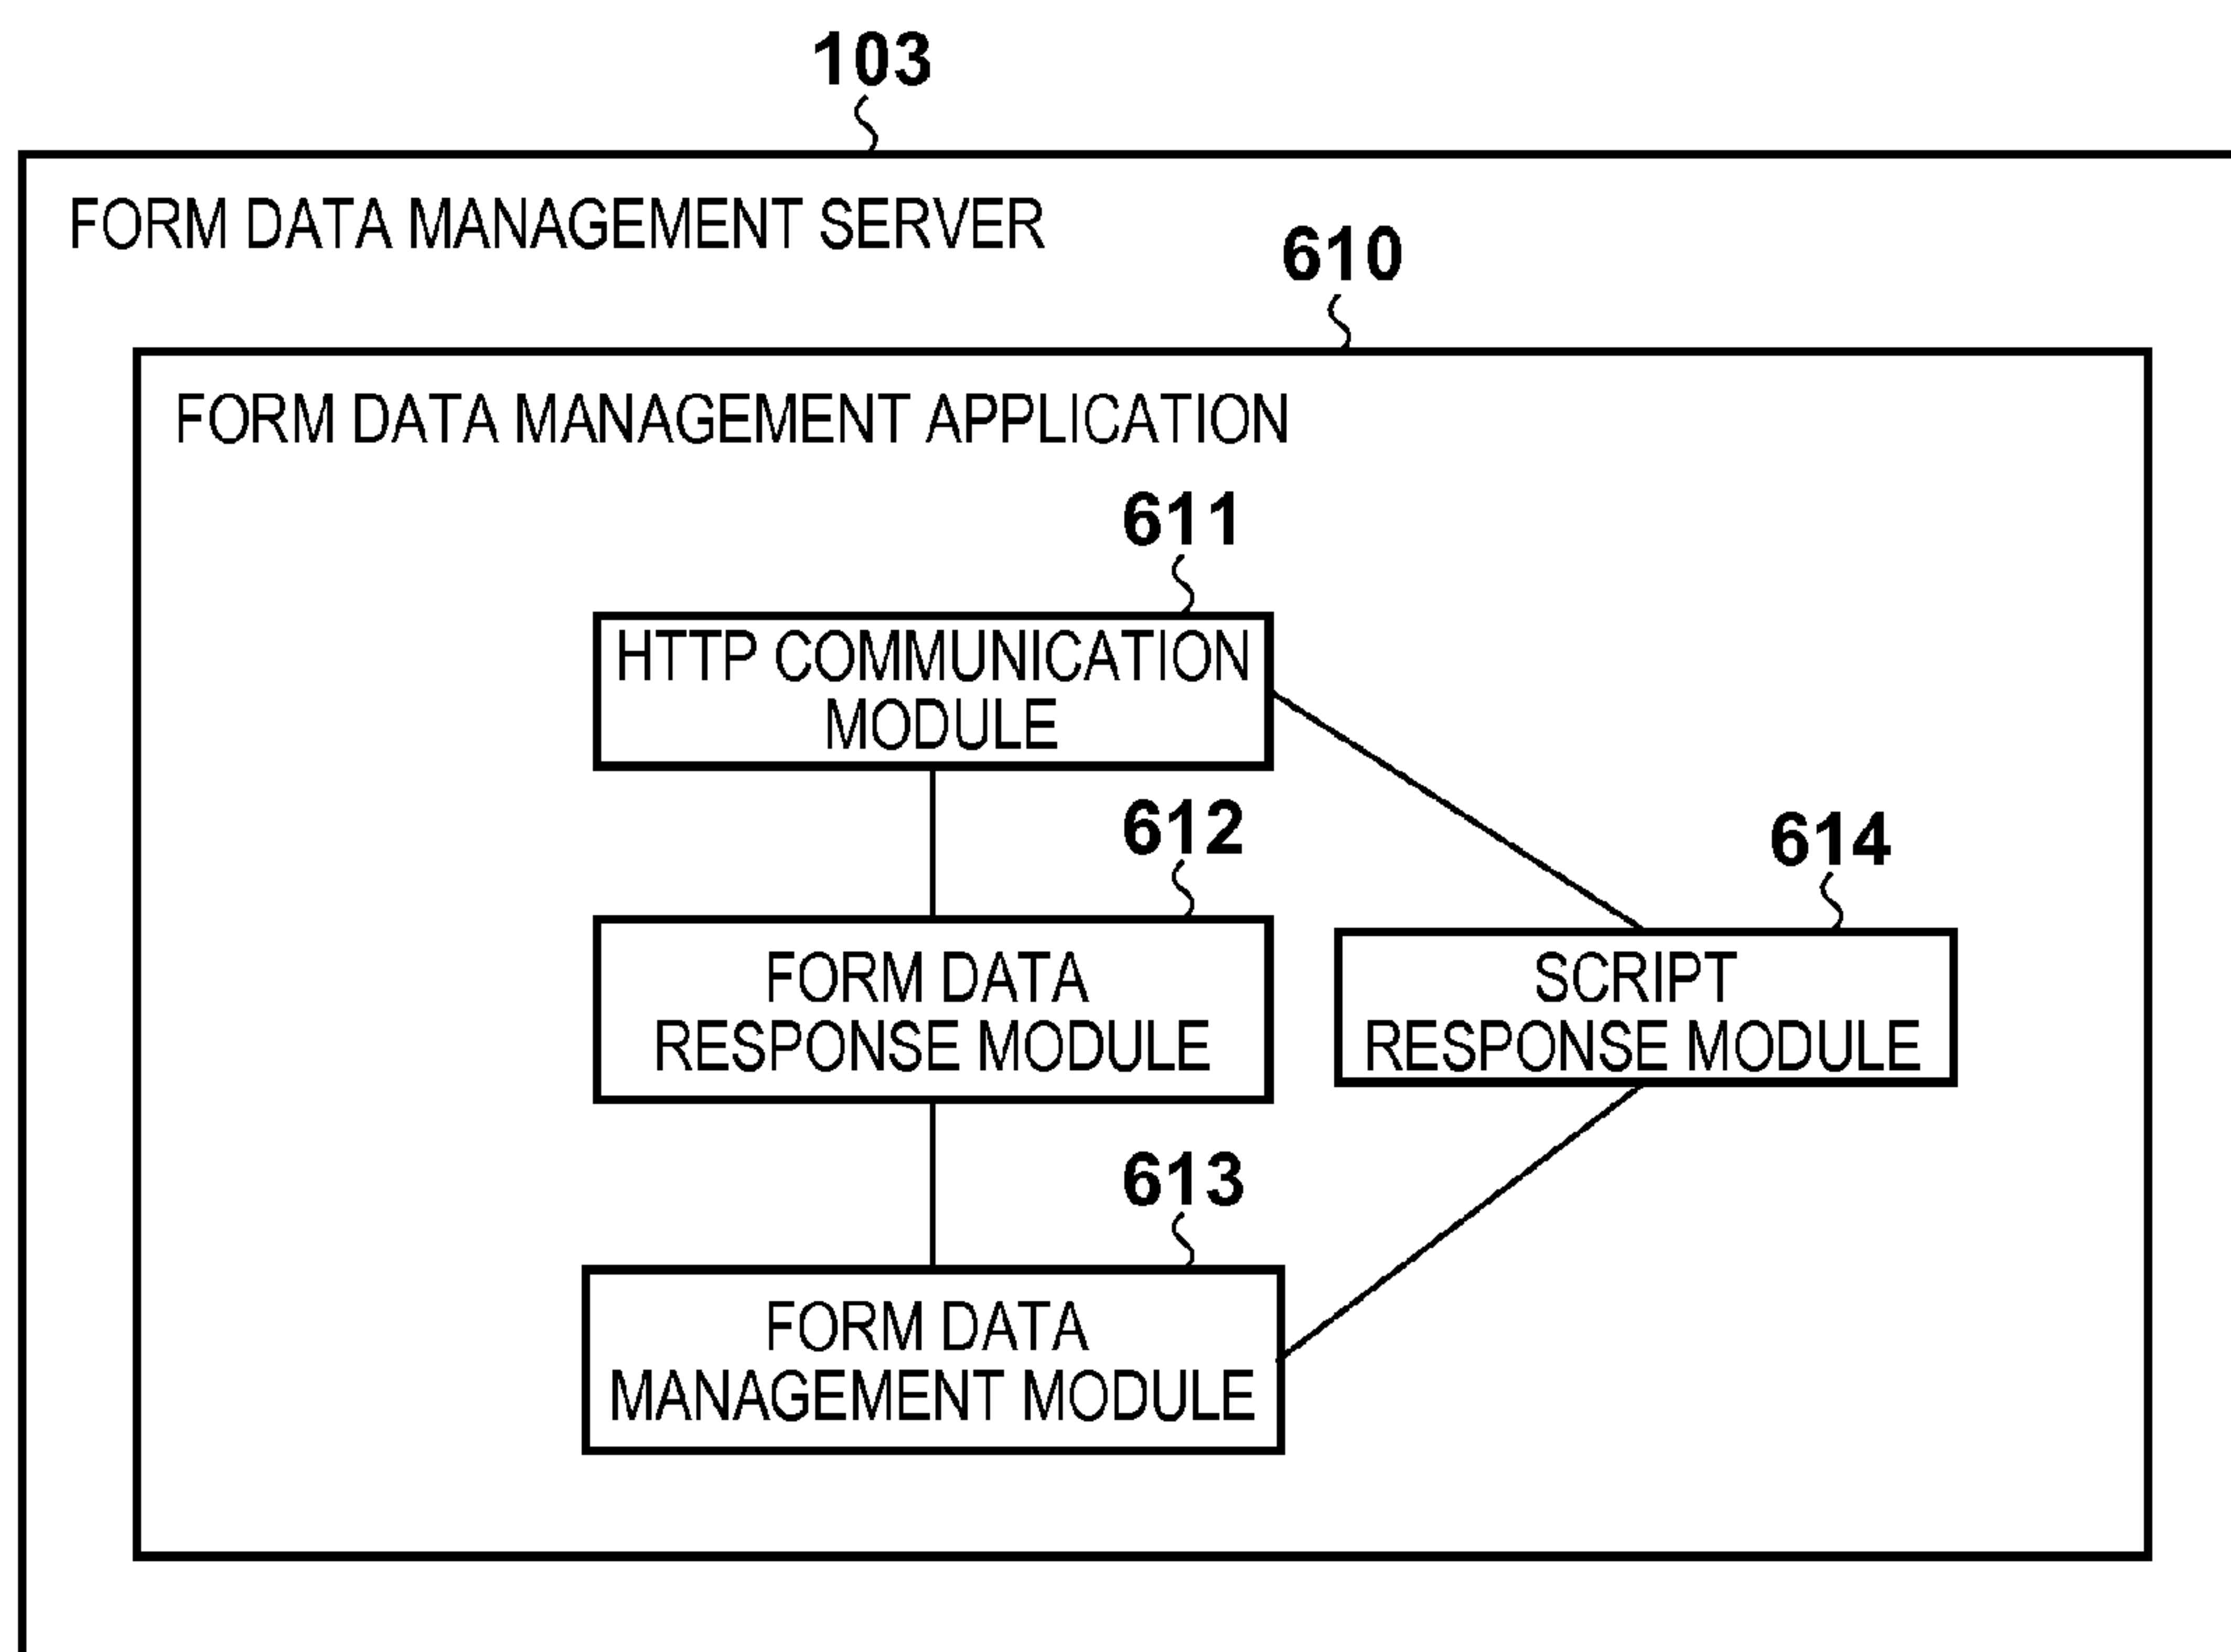 103
FORM DATA MANAGEMENT SERVER
610
FORM DATA MANAGEMENT APPLICATION
611
HTTP COMMUNICATION
MODULE
612
FORM DATA
RESPONSE MODULE
614
SCRIPT
RESPONSE MODULE
613
FORM DATA
MANAGEMENT MODULE